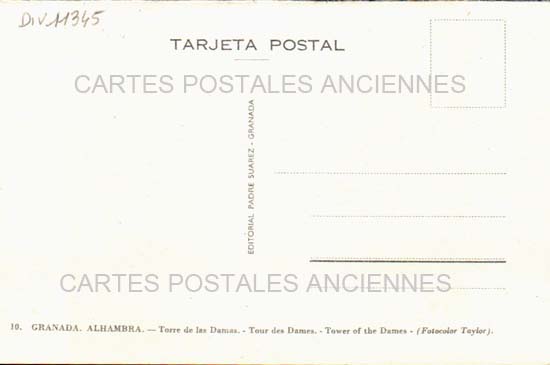 Div 11345
TARJETA POSTAL
CARTES POSTALES ANCIENNES
EDITORIAL PADRE SUAREZ - GRANADA
CARTES POSTALES ANCIENNES
10. GRANADA. ALHAMBRA. — Torre de las Damas. - Tour des Dames. - Tower of the Dames - (Fotocolor Taylor).